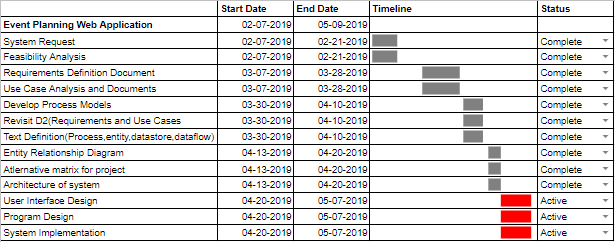 Start Date End Date Timeline Status
Event Planning Web Application 02-07-2019 05-09-2019
System Request 02-07-2019 02-21-2019 Complete
Feasibility Analysis 02-07-2019 02-21-2019 Complete
Requirements Definition Document 03-07-2019 03-28-2019 Complete
Use Case Analysis and Documents 03-07-2019 03-28-2019 Complete
Develop Process Models 03-30-2019 04-10-2019 Complete
Revisit D2(Requirements and Use Cases 03-30-2019 04-10-2019 Complete
Text Definition(Process,entity,datastore,dataflow) 03-30-2019 04-10-2019 Complete
Entity Relationship Diagram 04-13-2019 04-20-2019 Complete
Atlernative matrix for project 04-13-2019 04-20-2019 Complete
Architecture of system 04-13-2019 04-20-2019 Complete
User Interface Design 04-20-2019 05-07-2019 Active
Program Design 04-20-2019 05-07-2019 Active
System Implementation 04-20-2019 05-07-2019 Active